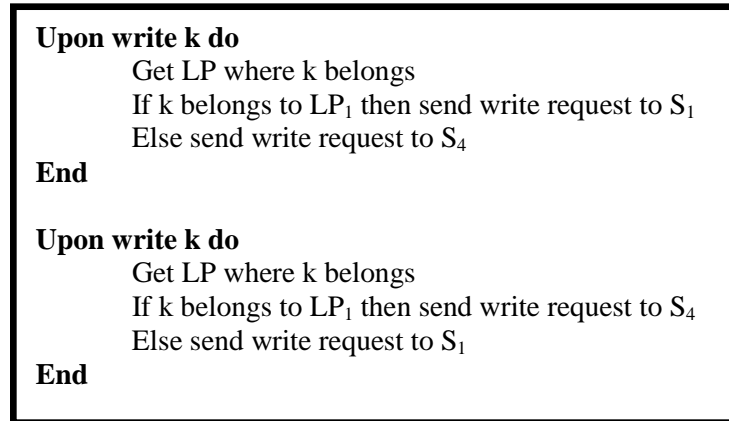 Upon write k do
Get LP where k belongs
If k belongs to LP₁ then send write request to S₁
Else send write request to S₄
End
Upon write k do
Get LP where k belongs
If k belongs to LP₁ then send write request to S₄
Else send write request to S₁
End